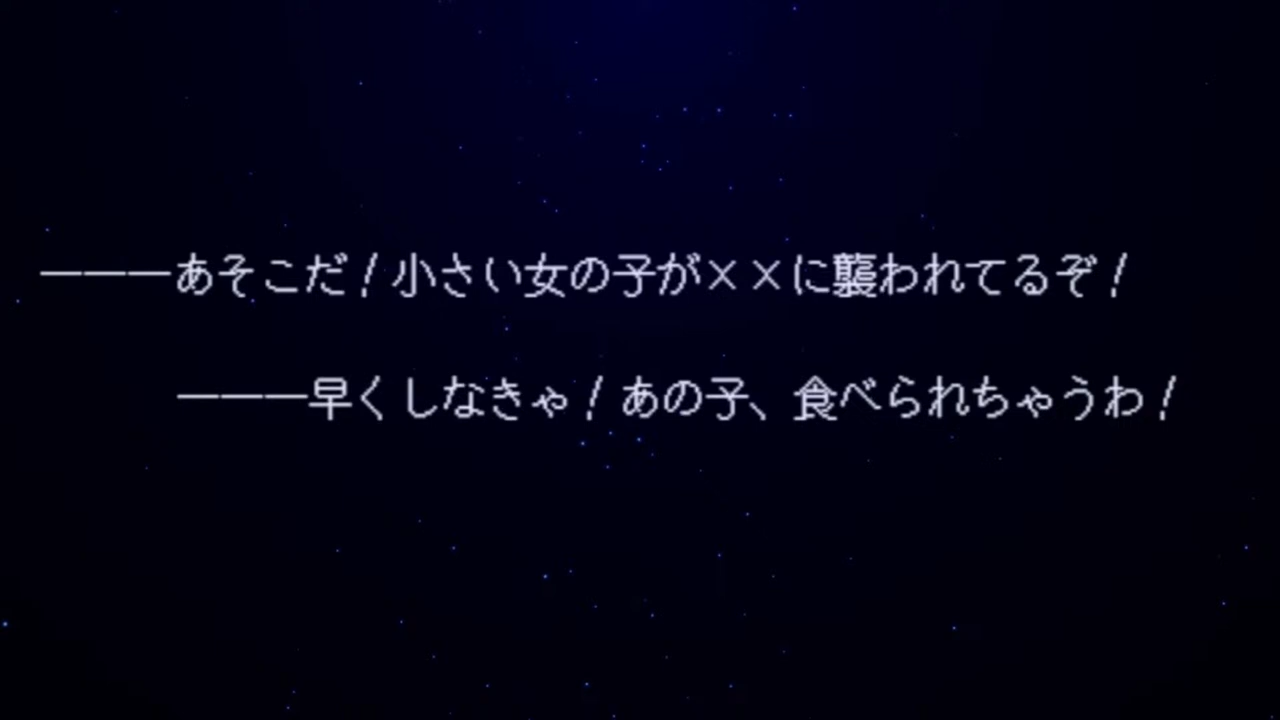 ―――あそこだ！小さい女の子が××に襲われてるぞ！
―――早くしなきゃ！あの子、食べられちゃうわ！